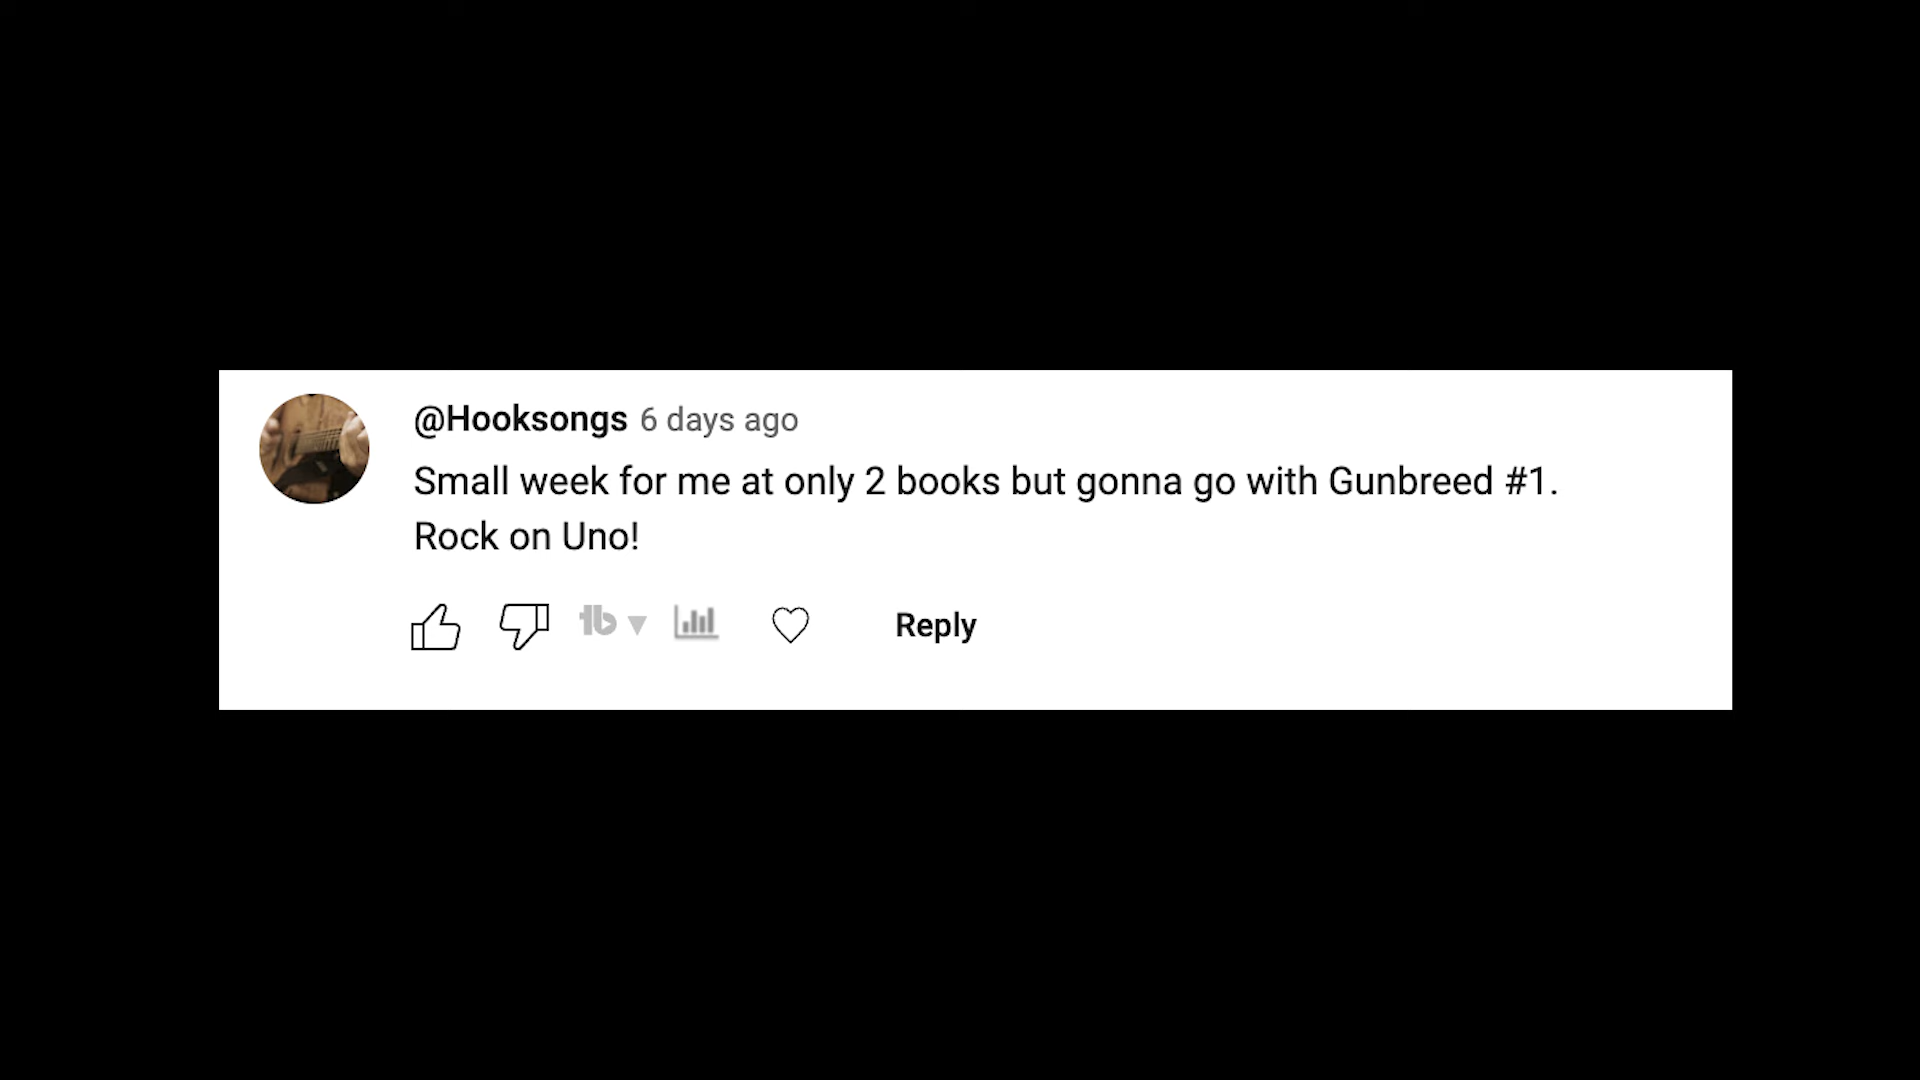 @Hooksongs 6 days ago
Small week for me at only 2 books but gonna go with Gunbreed #1.
Rock on Uno!
tb
Reply